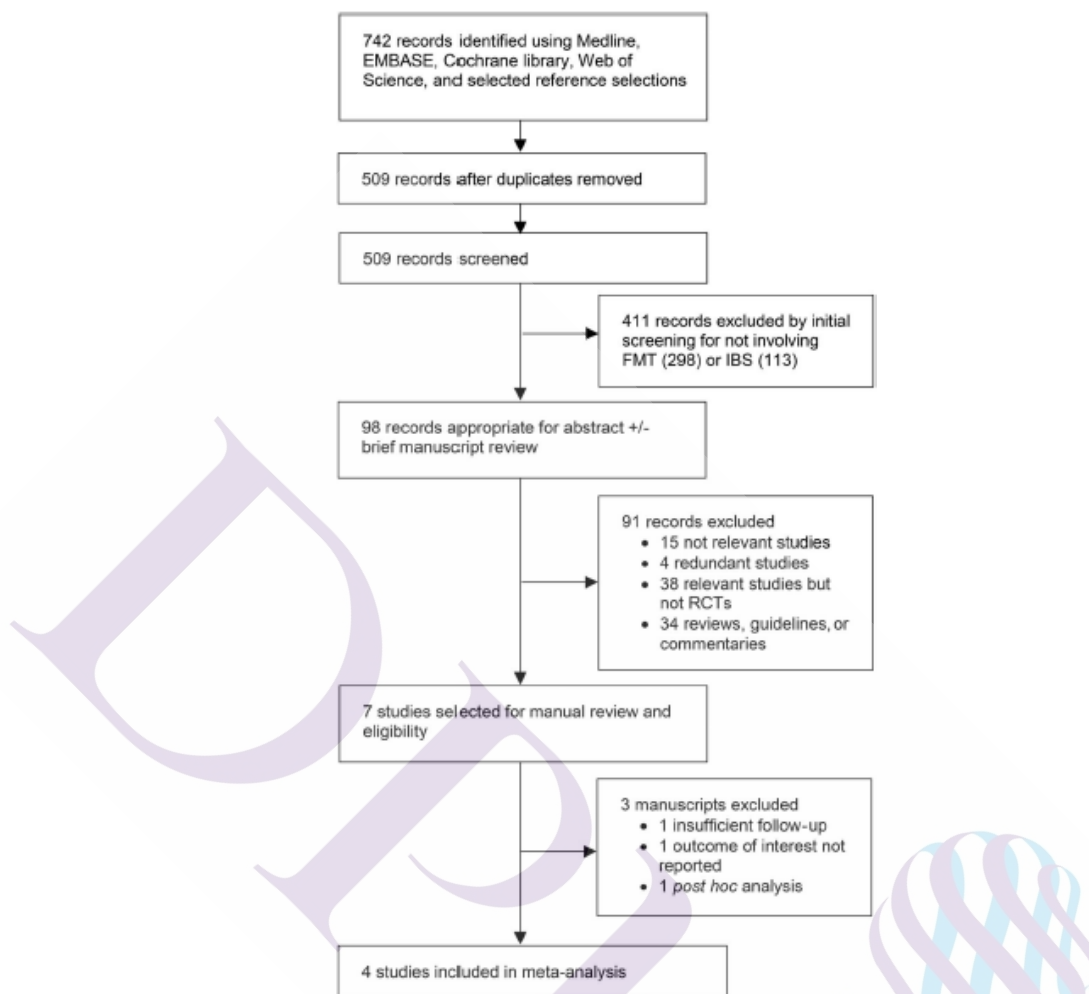 742 records identified using Medline,
EMBASE, Cochrane library, Web of
Science, and selected reference selections
509 records after duplicates removed
509 records screened
411 records excluded by initial
screening for not involving
FMT (298) or IBS (113)
98 records appropriate for abstract +/-
brief manuscript review
91 records excluded
• 15 not relevant studies
• 4 redundant studies
• 38 relevant studies but
not RCTs
• 34 reviews, guidelines, or
commentaries
7 studies selected for manual review and
eligibility
3 manuscripts excluded
• 1 insufficient follow-up
• 1 outcome of interest not
reported
• 1 post hoc analysis
4 studies included in meta-analysis